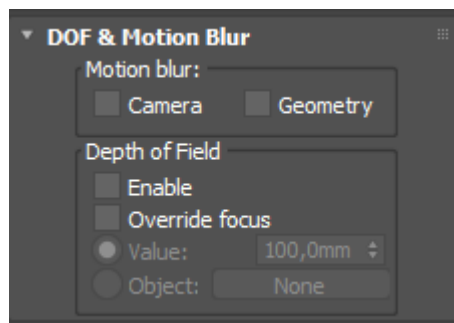 DOF & Motion Blur
Motion blur:
Camera Geometry
Depth of Field
Enable
Override focus
Value: 100,0mm
Object: None